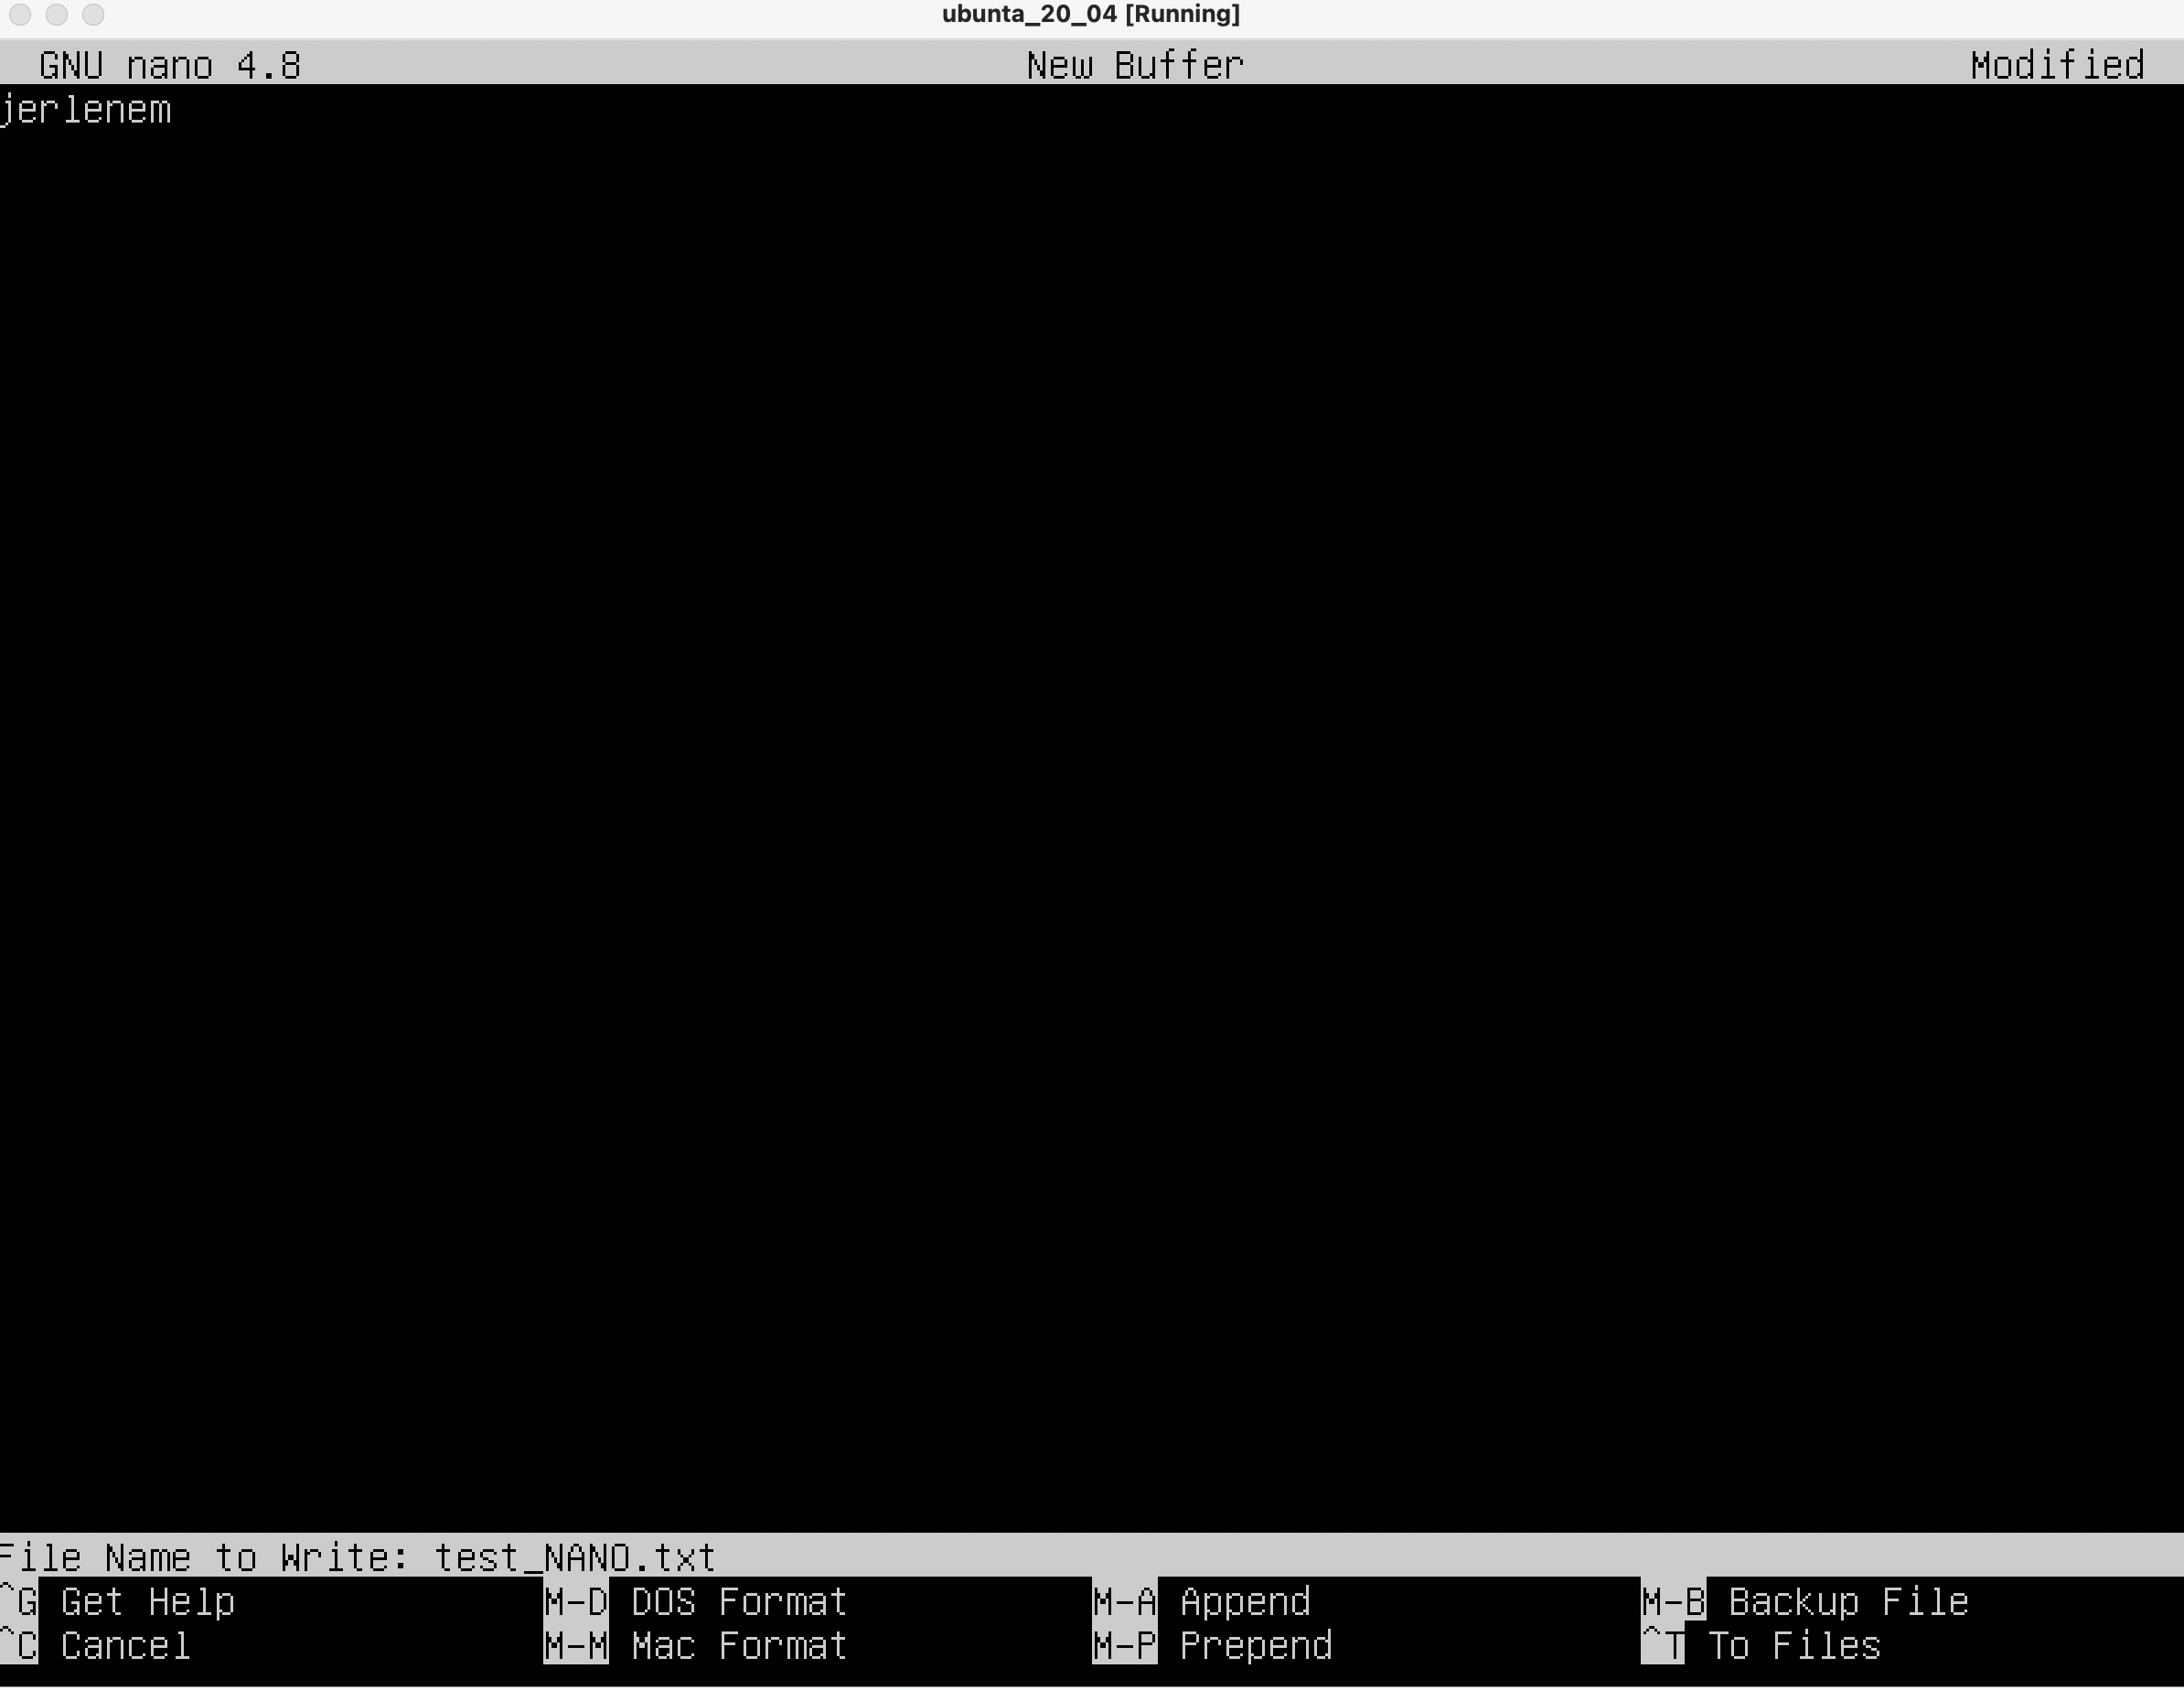 ubunta_20_04 [Running]
GNU nano 4.8 New Buffer Modified
jerlenem
File Name to Write: test_NANO.txt
^G Get Help M-D DOS Format M-A Append M-B Backup File
^C Cancel M-M Mac Format M-P Prepend ^T To Files